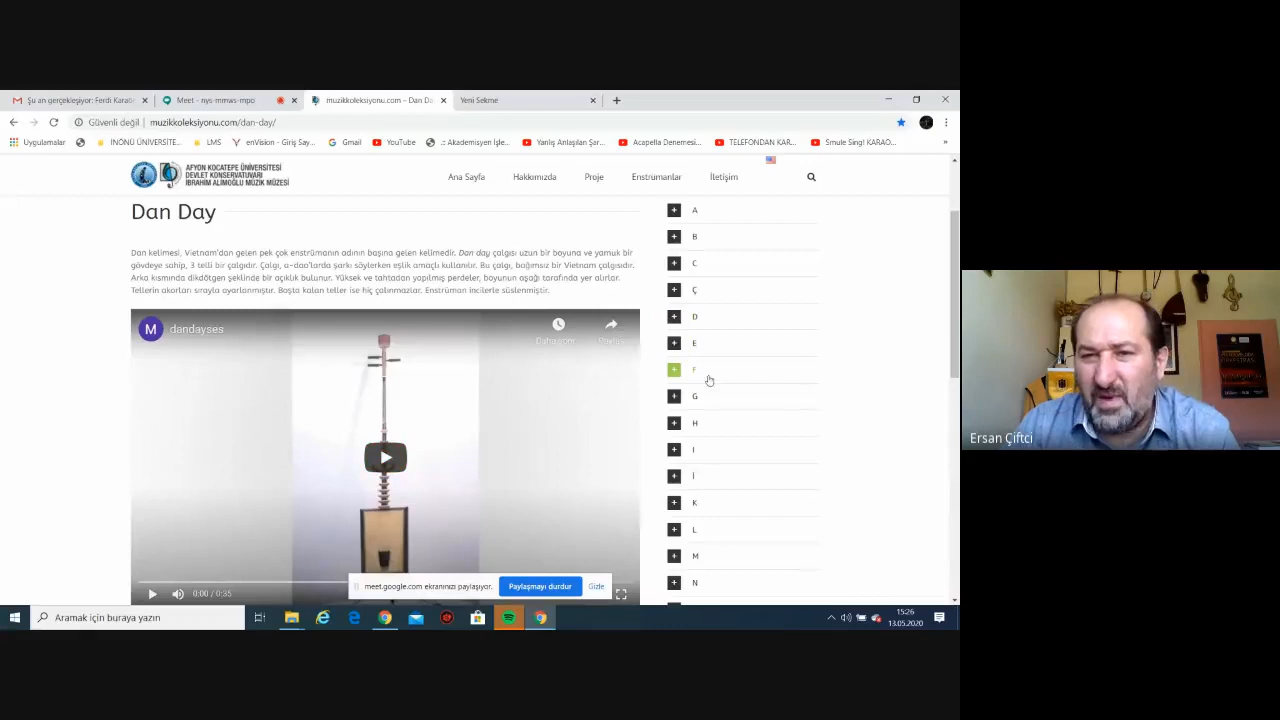 Şu an gerçekleşiyor: Ferdi Karaö
Meet - nys-mmws-mpo
muzikkoleksiyonu.com – Dan Da
Yeni Sekme
Güvenli değil | muzikkoleksiyonu.com/dan-day/
Uygulamalar
İNÖNÜ ÜNİVERSİTE...
LMS
enVision - Giriş Say...
Gmail
YouTube
.:: Akademisyen İşle...
Yanlış Anlaşılan Şar...
Acapella Denemesi...
TELEFONDAN KAR...
Smule Sing! KARAO...
»
AFYON KOCATEPE ÜNİVERSİTESİ
DEVLET KONSERVATUVARI
İBRAHİM ALİMOĞLU MÜZİK MÜZESİ
Ana Sayfa
Hakkımızda
Proje
Enstrümanlar
İletişim
Dan Day
Dan kelimesi, Vietnam'dan gelen pek çok enstrümanın adının başına gelen kelimedir. Dan day çalgısı uzun bir boyuna ve yamuk bir
gövdeye sahip, 3 telli bir çalgıdır. Çalgı, a-dao'larda şarkı söylerken eşlik amaçlı kullanılır. Bu çalgı, bağımsız bir Vietnam çalgısıdır.
Arka kısmında dikdötgen şeklinde bir açıklık bulunur. Yüksek ve tahtadan yapılmış perdeler, boyunun aşağı tarafında yer alırlar.
Tellerin akorları sırayla ayarlanmıştır. Boşta kalan teller ise hiç çalınmazlar. Enstrüman incilerle süslenmiştir.
M
dandayses
0:00 / 0:35
A
B
C
Ç
D
E
F
G
H
I
İ
K
L
M
N
meet.google.com ekranınızı paylaşıyor.
Paylaşmayı durdur
Gizle
Aramak için buraya yazın
15:26
13.05.2020
Ersan Çiftci